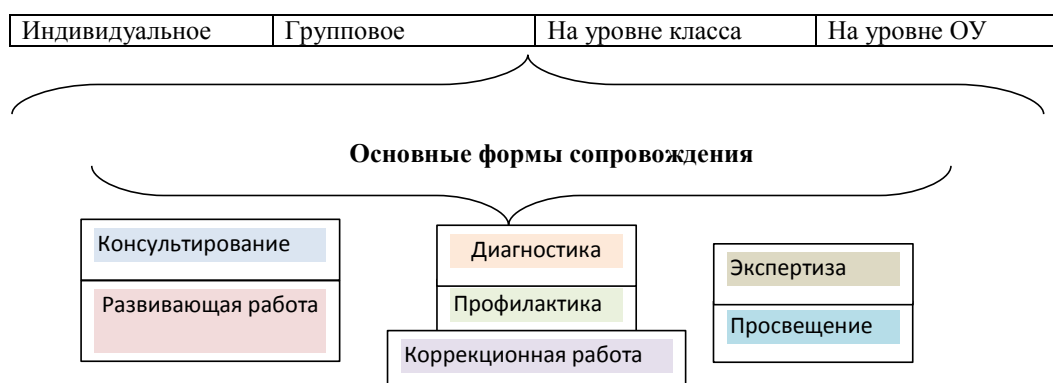 Индивидуальное Групповое На уровне класса На уровне ОУ
Основные формы сопровождения
Консультирование
Развивающая работа
Диагностика
Профилактика
Коррекционная работа
Экспертиза
Просвещение